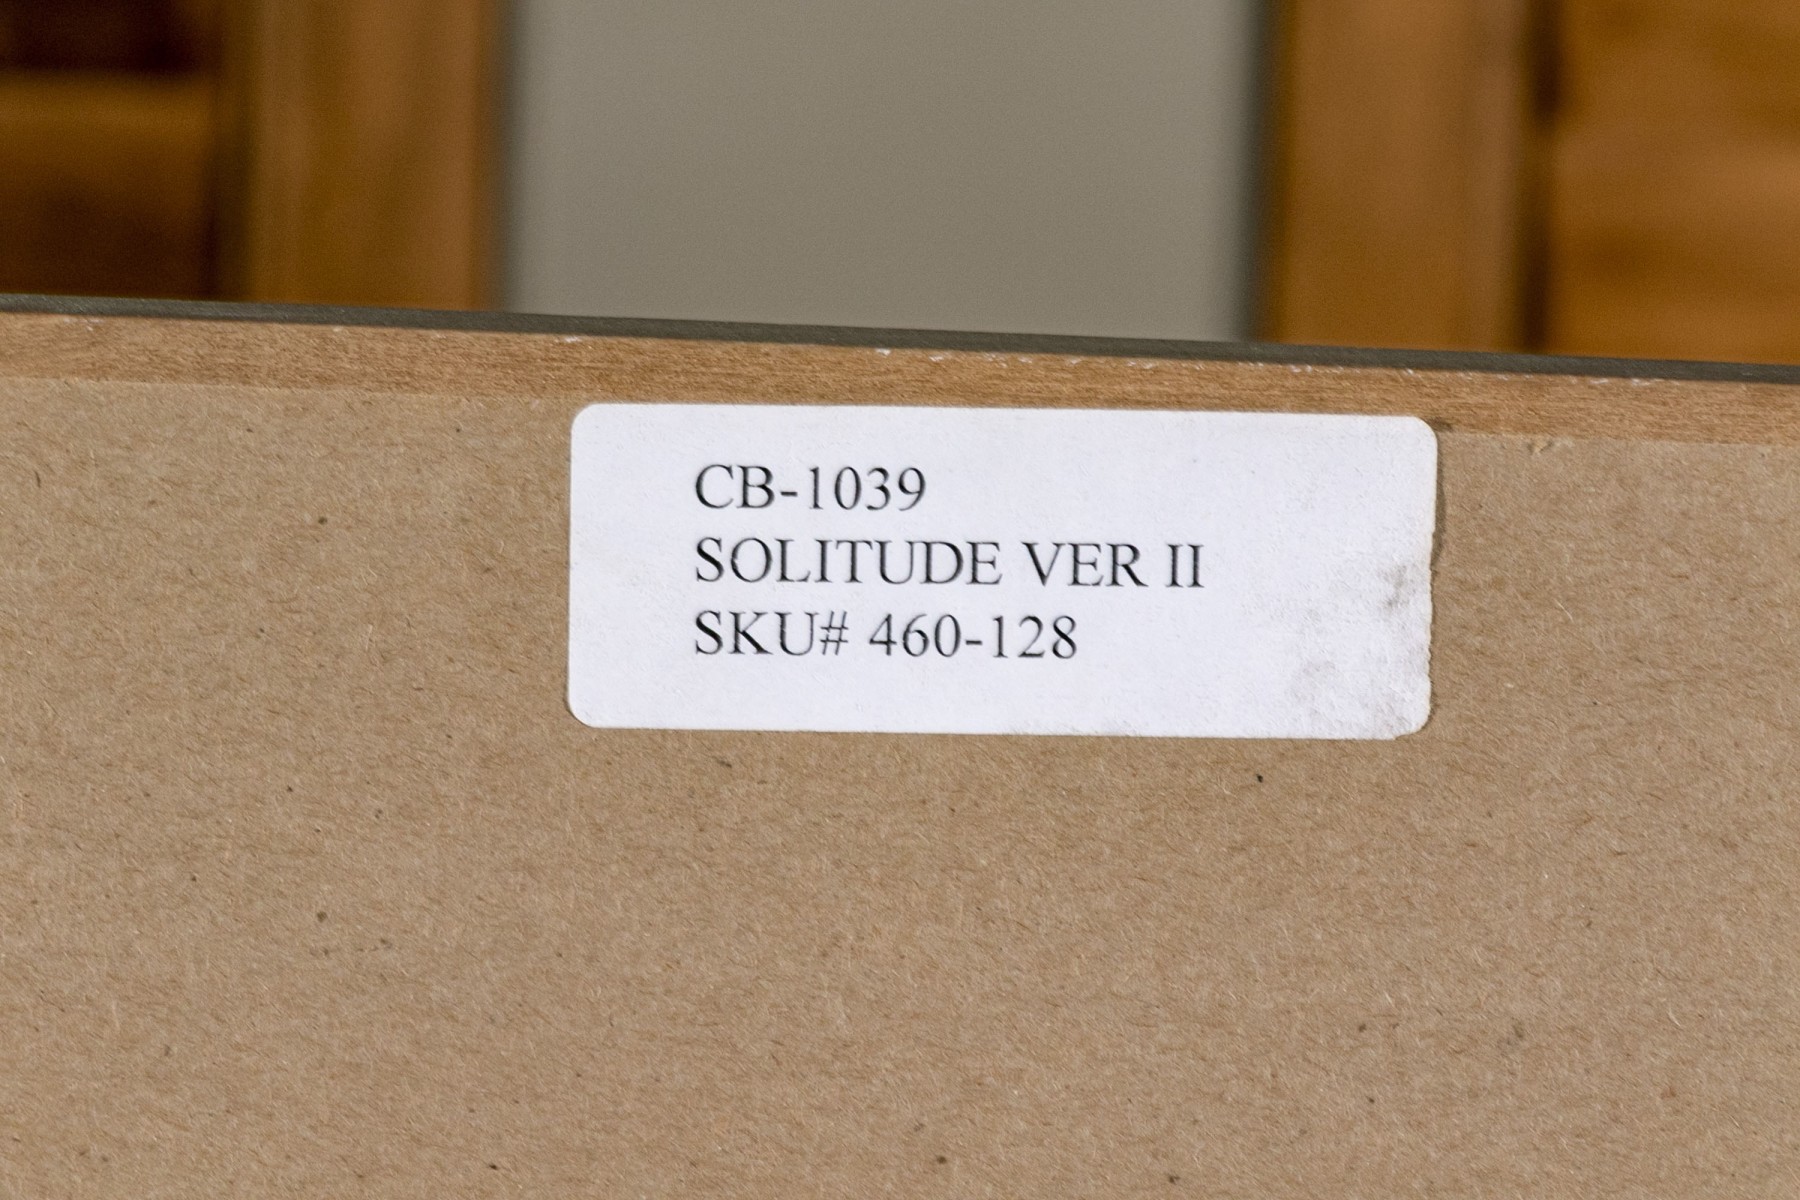 CB-1039
SOLITUDE VER II
SKU# 460-128